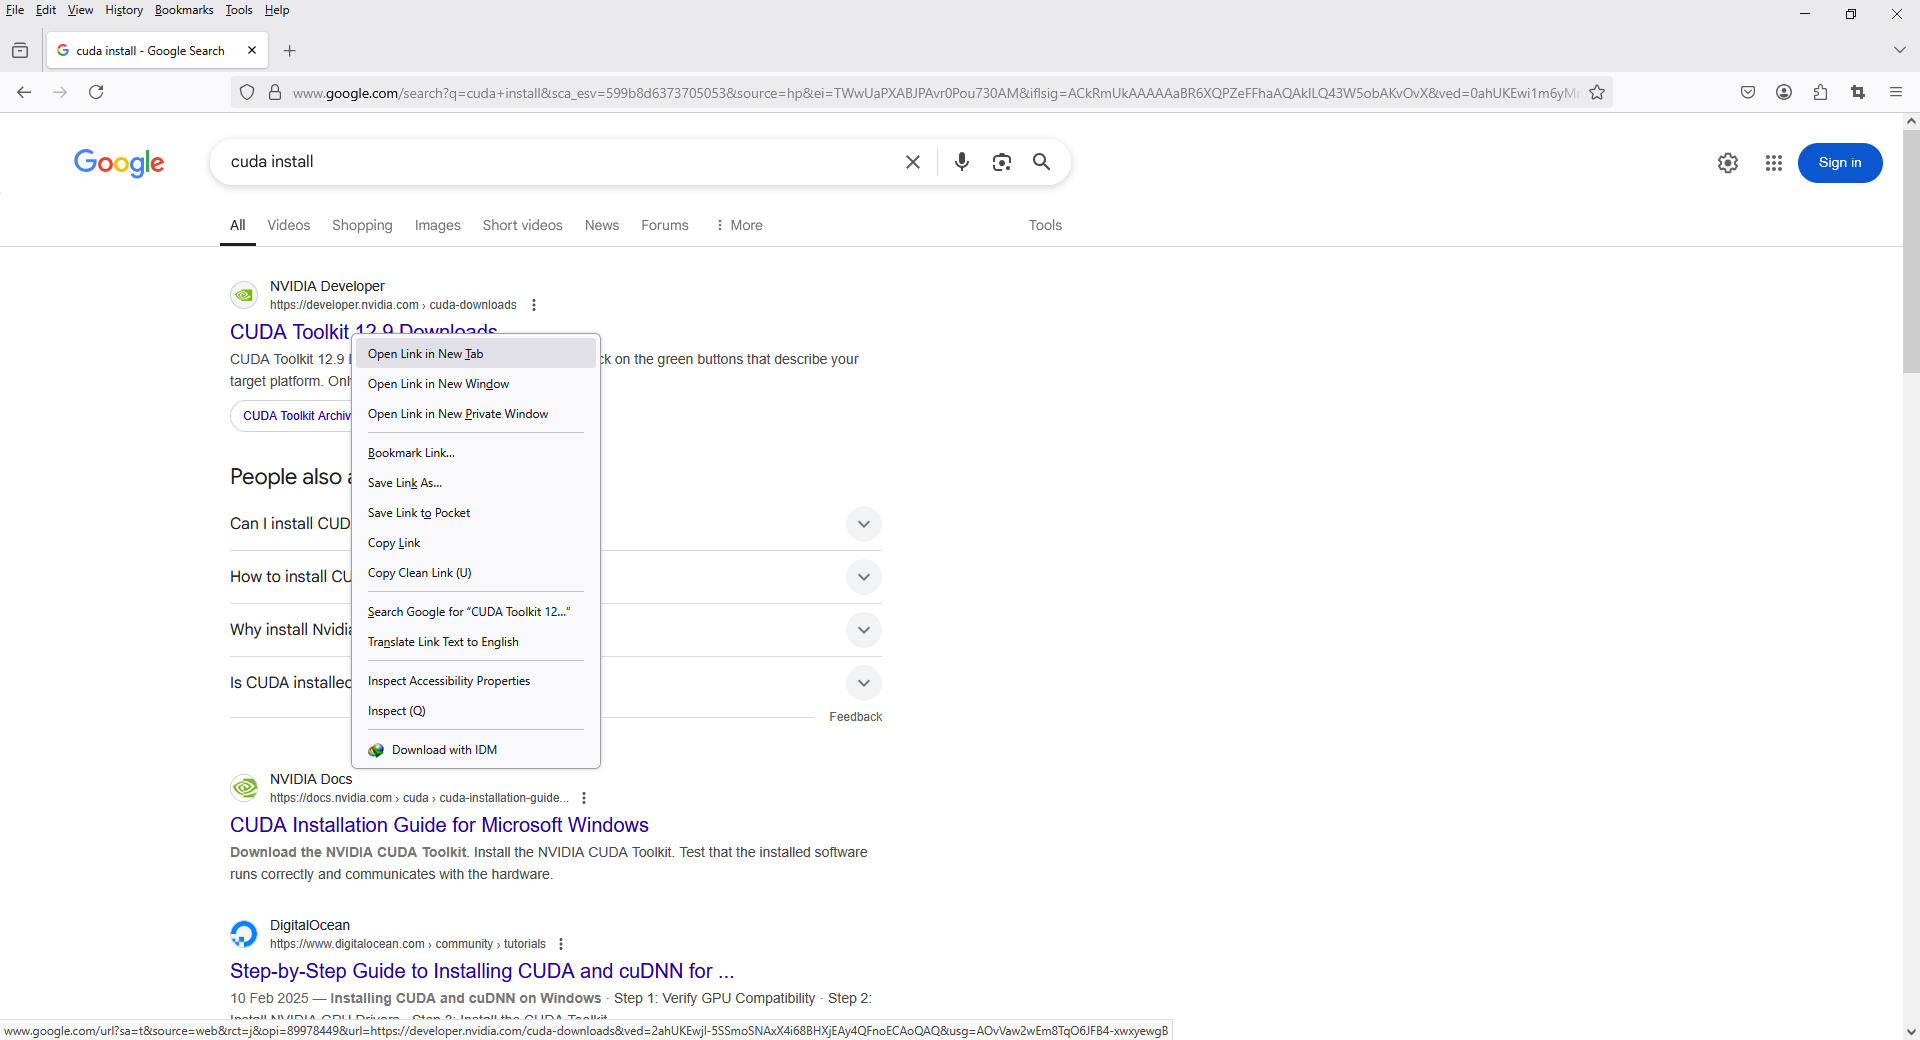 File Edit View History Bookmarks Tools Help
cuda install - Google Search
www.google.com/search?q=cuda+install&sca_esv=599b8d6373705053&source=hp&ei=TWwUaPXABJPAvr0Pou730AM&iflsig=ACkRmUkAAAAAaBR6XQPZeFFhaAQAkILQ43W5obAKvOvX&ved=0ahUKEwi1m6yM
Google
cuda install
Sign in
All Videos Shopping Images Short videos News Forums More Tools
NVIDIA Developer
https://developer.nvidia.com › cuda-downloads
CUDA Toolkit 12.9 Downloads
CUDA Toolkit 12.9 ck on the green buttons that describe your
target platform. Onl
CUDA Toolkit Archiv
Open Link in New Tab
Open Link in New Window
Open Link in New Private Window
Bookmark Link...
Save Link As...
Save Link to Pocket
Copy Link
Copy Clean Link (U)
Search Google for “CUDA Toolkit 12...”
Translate Link Text to English
Inspect Accessibility Properties
Inspect (Q)
Download with IDM
People also a
Can I install CUD
How to install CU
Why install Nvidia
Is CUDA installed
Feedback
NVIDIA Docs
https://docs.nvidia.com › cuda › cuda-installation-guide...
CUDA Installation Guide for Microsoft Windows
Download the NVIDIA CUDA Toolkit. Install the NVIDIA CUDA Toolkit. Test that the installed software
runs correctly and communicates with the hardware.
DigitalOcean
https://www.digitalocean.com › community › tutorials
Step-by-Step Guide to Installing CUDA and cuDNN for ...
10 Feb 2025 — Installing CUDA and cuDNN on Windows · Step 1: Verify GPU Compatibility · Step 2:
Install NVIDIA GPU Drivers · Step 3: Install the CUDA Toolkit
www.google.com/url?sa=t&source=web&rct=j&opi=89978449&url=https://developer.nvidia.com/cuda-downloads&ved=2ahUKEwjl-5SSmoSNAxX4i68BHXjEAy4QFnoECAoQAQ&usg=AOvVaw2wEm8TqO6JFB4-xwxyewgB